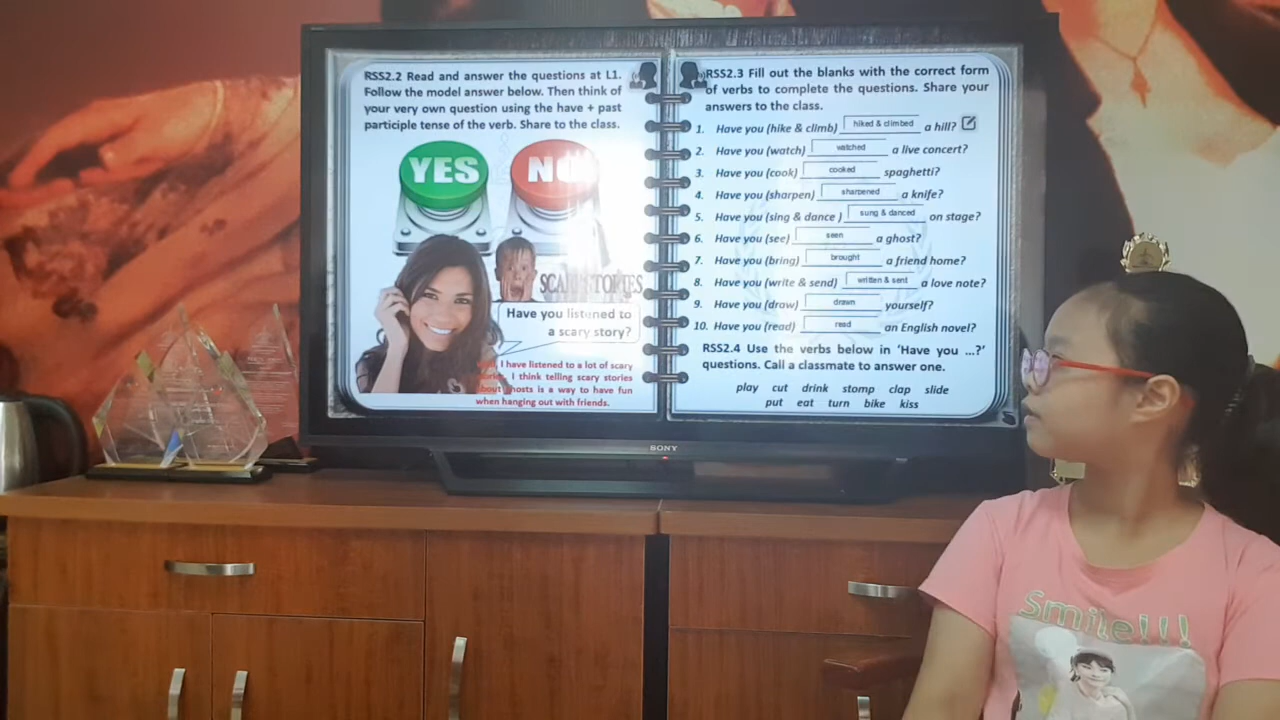 RSS2.2 Read and answer the questions at L1.
Follow the model answer below. Then think of
your very own question using the have + past
participle tense of the verb. Share to the class.
YES
NO
SCARY STORIES
Have you listened to
a scary story?
I have listened to a lot of scary
I think telling scary stories
about ghosts is a way to have fun
when hanging out with friends.
RSS2.3 Fill out the blanks with the correct form
of verbs to complete the questions. Share your
answers to the class.
1. Have you (hike & climb) hiked & climbed a hill?
2. Have you (watch) watched a live concert?
3. Have you (cook) cooked spaghetti?
4. Have you (sharpen) sharpened a knife?
5. Have you (sing & dance ) sung & danced on stage?
6. Have you (see) seen a ghost?
7. Have you (bring) brought a friend home?
8. Have you (write & send) written & sent a love note?
9. Have you (draw) drawn yourself?
10. Have you (read) read an English novel?
RSS2.4 Use the verbs below in ‘Have you ...?’
questions. Call a classmate to answer one.
play cut drink stomp clap slide
put eat turn bike kiss
SONY
Smile!!!